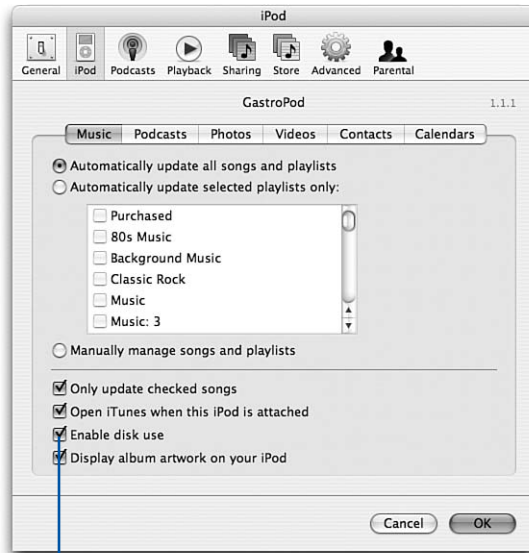 iPod
General iPod Podcasts Playback Sharing Store Advanced Parental
GastroPod 1.1.1
Music Podcasts Photos Videos Contacts Calendars
Automatically update all songs and playlists
Automatically update selected playlists only:
Purchased
80s Music
Background Music
Classic Rock
Music
Music: 3
Manually manage songs and playlists
Only update checked songs
Open iTunes when this iPod is attached
Enable disk use
Display album artwork on your iPod
Cancel OK